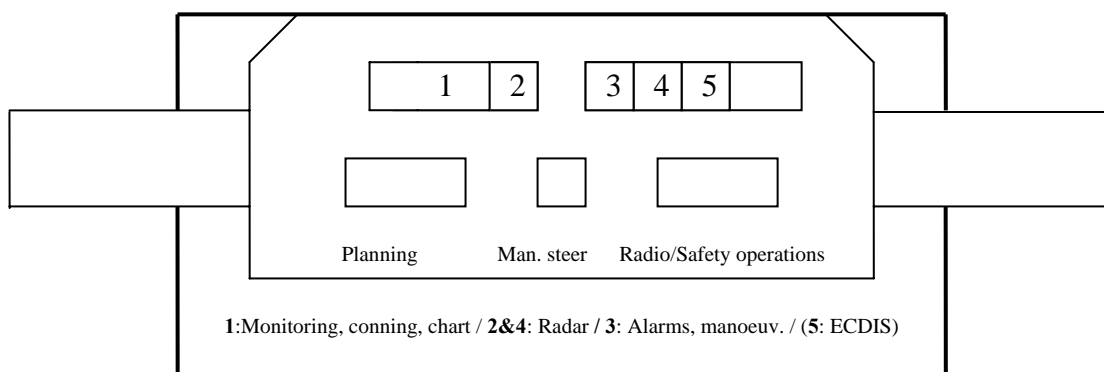 1 2 3 4 5
Planning Man. steer Radio/Safety operations
1:Monitoring, conning, chart / 2&4: Radar / 3: Alarms, manoeuv. / (5: ECDIS)